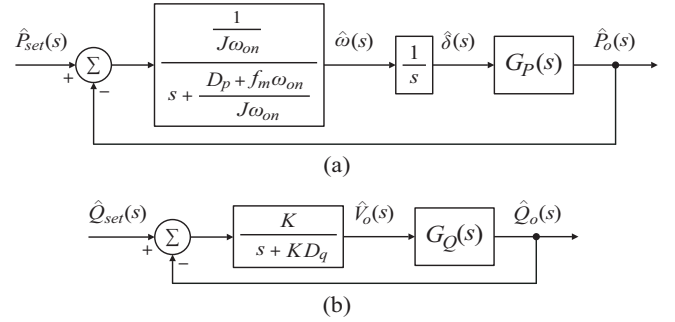 P̂set(s) + − Σ 1 / Jωon / s + (Dp + fmωon) / Jωon ω̂(s) 1/s δ̂(s) GP(s) P̂o(s)
(a)
Q̂set(s) + − Σ K / s + KDq V̂o(s) GQ(s) Q̂o(s)
(b)